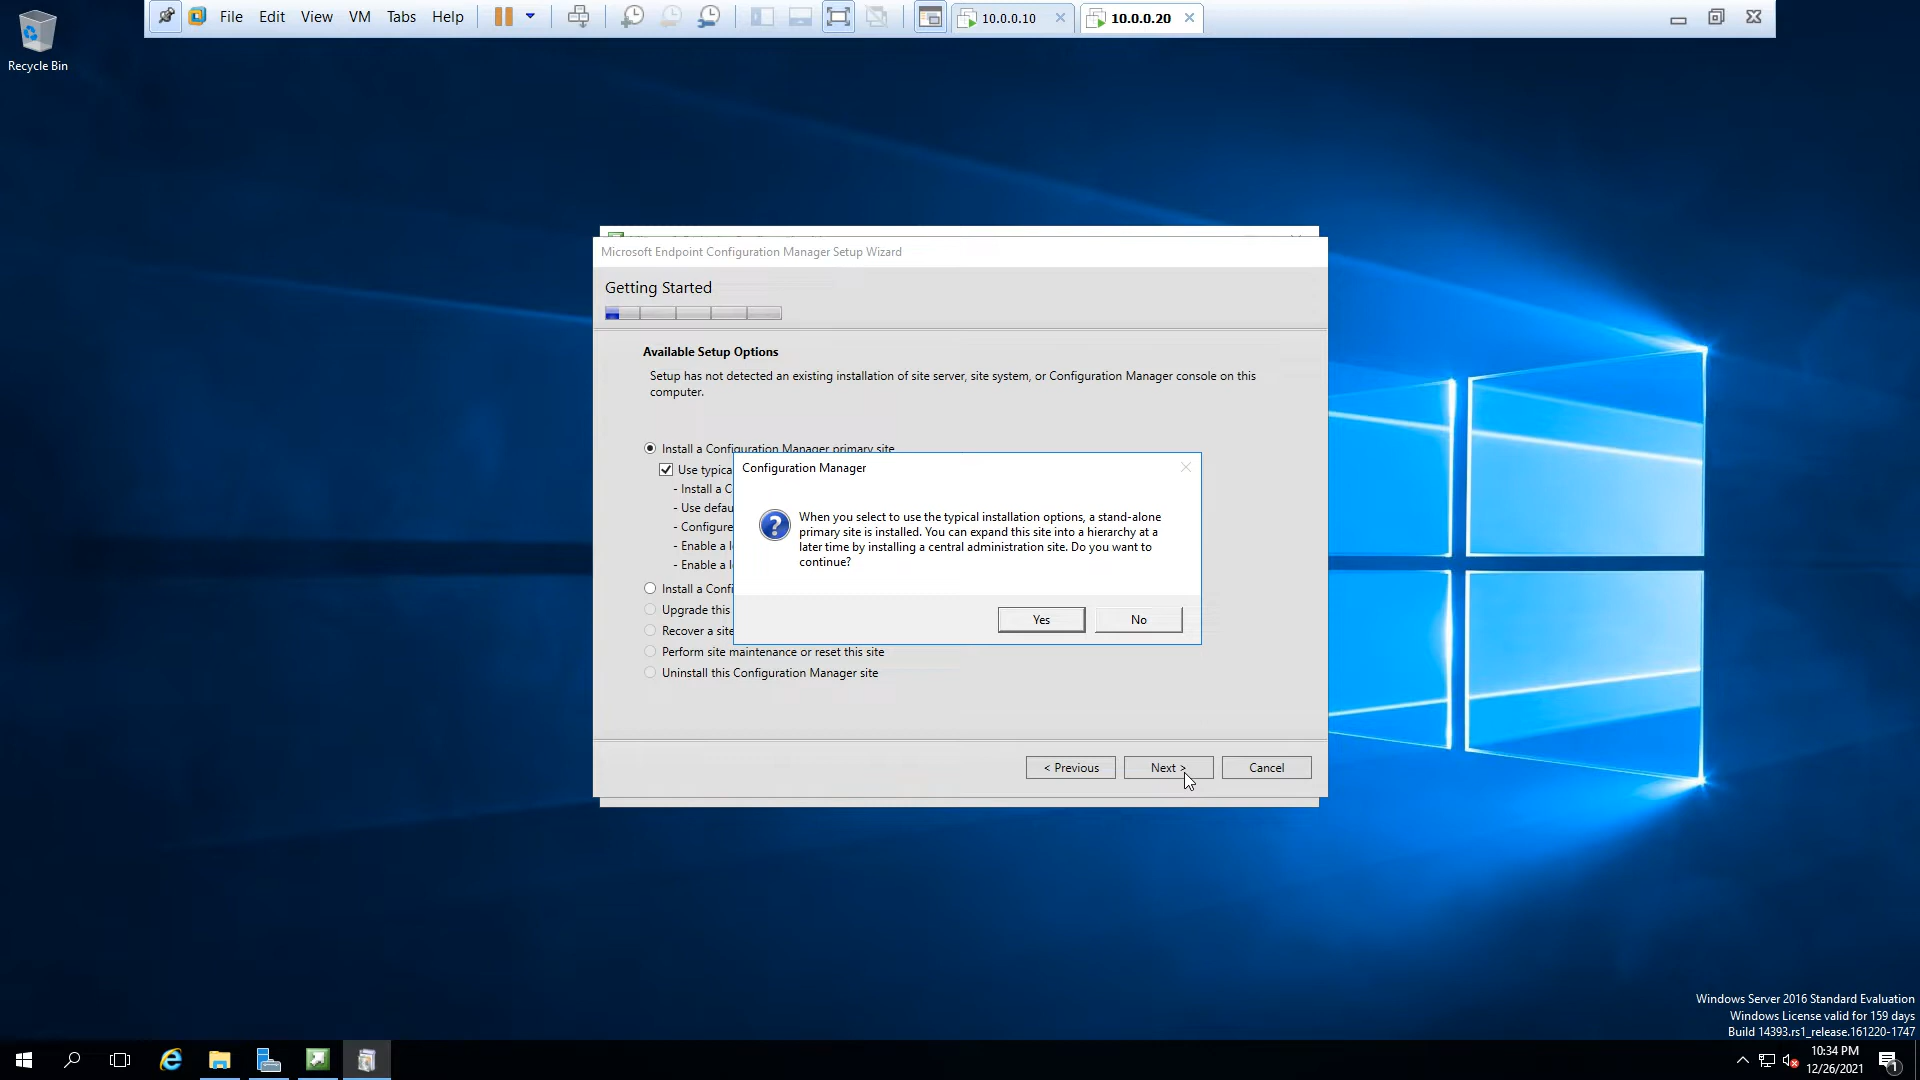 File Edit View VM Tabs Help
10.0.0.10
10.0.0.20
Recycle Bin
Microsoft Endpoint Configuration Manager Setup Wizard
Getting Started
Available Setup Options
Setup has not detected an existing installation of site server, site system, or Configuration Manager console on this
computer.
Install a Configuration Manager primary site
Use typica
- Install a C
- Use defau
- Configure
- Enable a l
- Enable a l
Install a Confi
Upgrade this
Recover a site
Perform site maintenance or reset this site
Uninstall this Configuration Manager site
Configuration Manager
When you select to use the typical installation options, a stand-alone
primary site is installed. You can expand this site into a hierarchy at a
later time by installing a central administration site. Do you want to
continue?
Yes
No
< Previous
Next >
Cancel
Windows Server 2016 Standard Evaluation
Windows License valid for 159 days
Build 14393.rs1_release.161220-1747
10:34 PM
12/26/2021
1